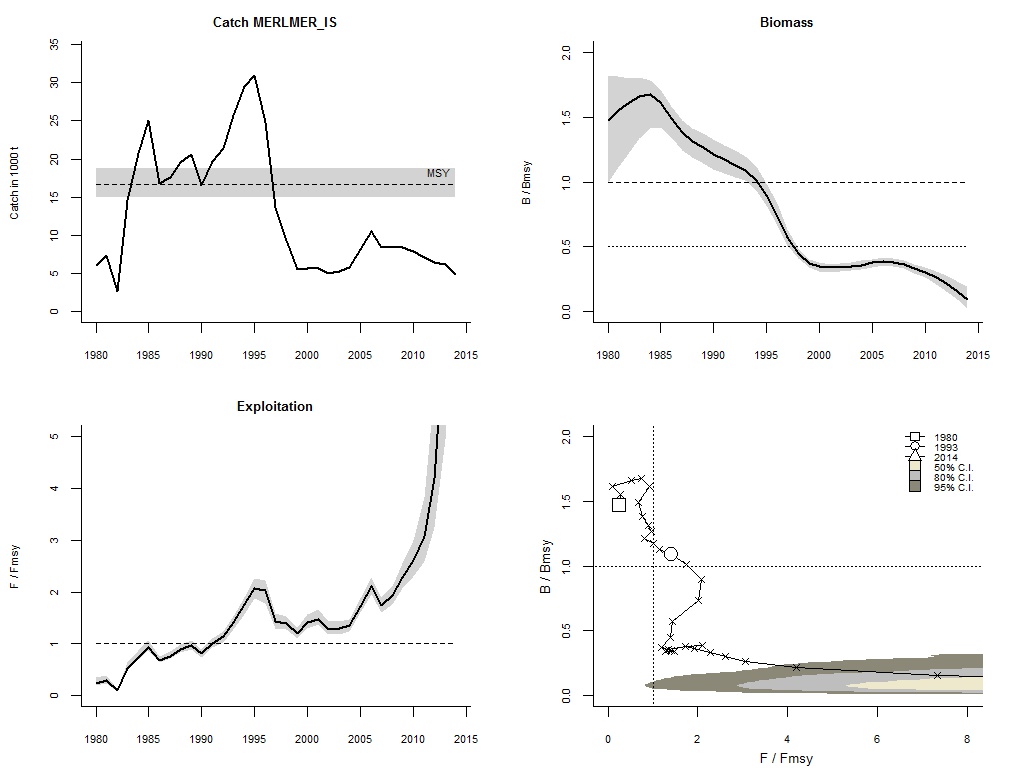 Catch MERLMER_IS
Catch in 1000 t
35
30
25
20
15
10
5
0
MSY
1980 1985 1990 1995 2000 2005 2010 2015
Biomass
B / Bmsy
2.0
1.5
1.0
0.5
0.0
1980 1985 1990 1995 2000 2005 2010 2015
Exploitation
F / Fmsy
5
4
3
2
1
0
1980 1985 1990 1995 2000 2005 2010 2015
B / Bmsy
2.0
1.5
1.0
0.5
0.0
1980
1993
2014
50% C.I.
80% C.I.
95% C.I.
0 2 4 6 8
F / Fmsy